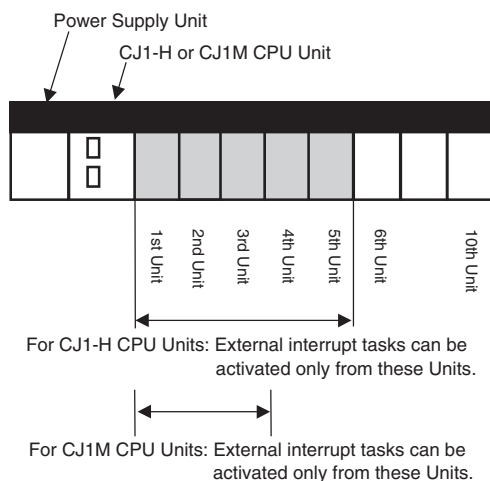 Power Supply Unit
CJ1-H or CJ1M CPU Unit
1st Unit
2nd Unit
3rd Unit
4th Unit
5th Unit
6th Unit
10th Unit
For CJ1-H CPU Units: External interrupt tasks can be
activated only from these Units.
For CJ1M CPU Units: External interrupt tasks can be
activated only from these Units.